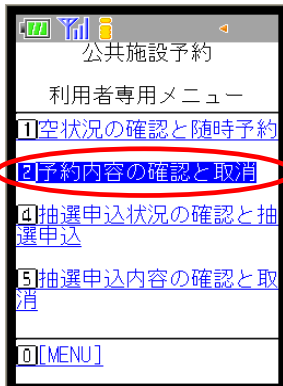 公共施設予約
利用者専用メニュー
1空状況の確認と随時予約
2予約内容の確認と取消
4抽選申込状況の確認と抽
選申込
5抽選申込内容の確認と取
消
0[MENU]